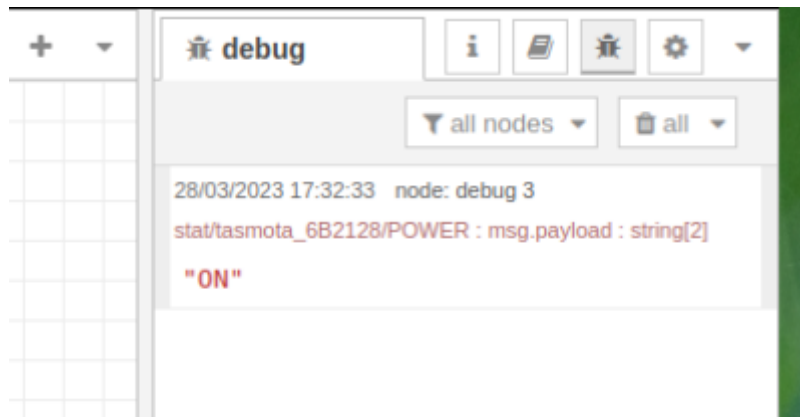 debug
all nodes
all
28/03/2023 17:32:33 node: debug 3
stat/tasmota_6B2128/POWER : msg.payload : string[2]
"ON"